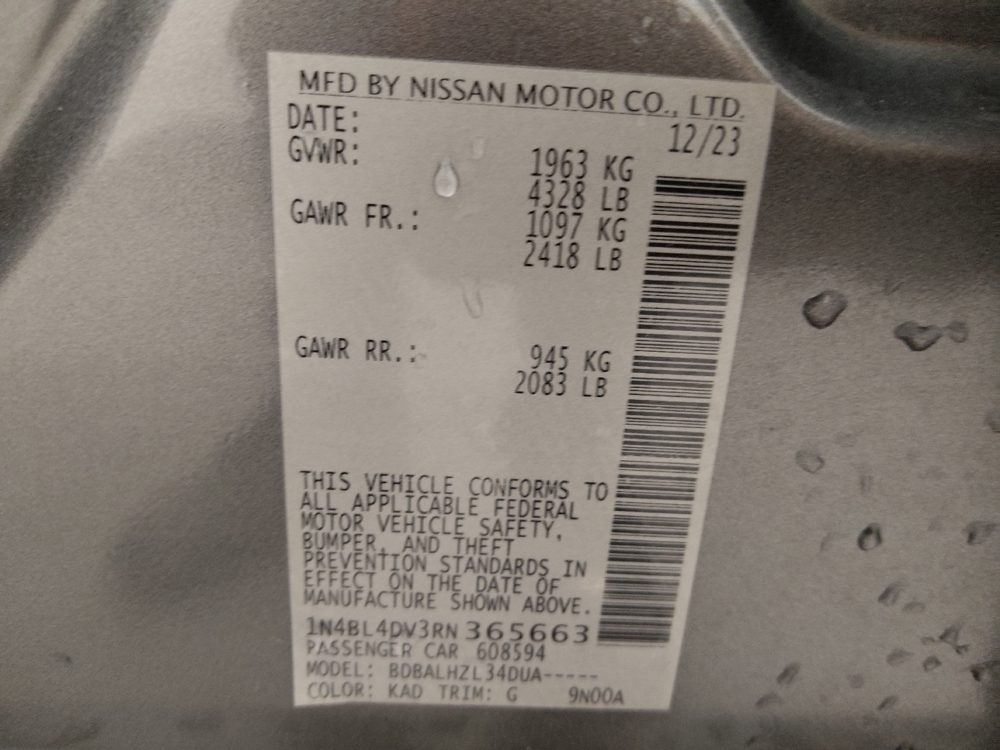 MFD BY NISSAN MOTOR CO., LTD.
DATE: 12/23
GVWR: 1963 KG
4328 LB
GAWR FR.: 1097 KG
2418 LB
GAWR RR.: 945 KG
2083 LB
THIS VEHICLE CONFORMS TO
ALL APPLICABLE FEDERAL
MOTOR VEHICLE SAFETY,
BUMPER, AND THEFT
PREVENTION STANDARDS IN
EFFECT ON THE DATE OF
MANUFACTURE SHOWN ABOVE.
1N4BL4DV3RN 365663
PASSENGER CAR 608594
MODEL: BDBALHZL34DUA-----
COLOR: KAD TRIM: G 9N00A